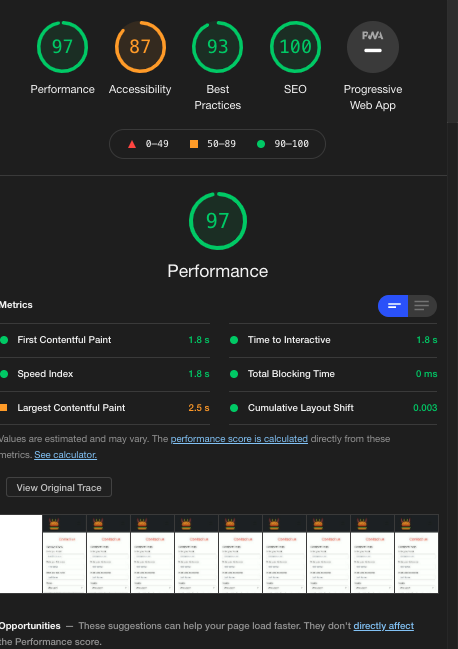 97
87
93
100
PWA
Performance
Accessibility
Best
Practices
SEO
Progressive
Web App
0–49
50–89
90–100
97
Performance
Metrics
First Contentful Paint 1.8 s
Time to Interactive 1.8 s
Speed Index 1.8 s
Total Blocking Time 0 ms
Largest Contentful Paint 2.5 s
Cumulative Layout Shift 0.003
Values are estimated and may vary. The performance score is calculated directly from these
metrics. See calculator.
View Original Trace
Opportunities — These suggestions can help your page load faster. They don't directly affect
the Performance score.